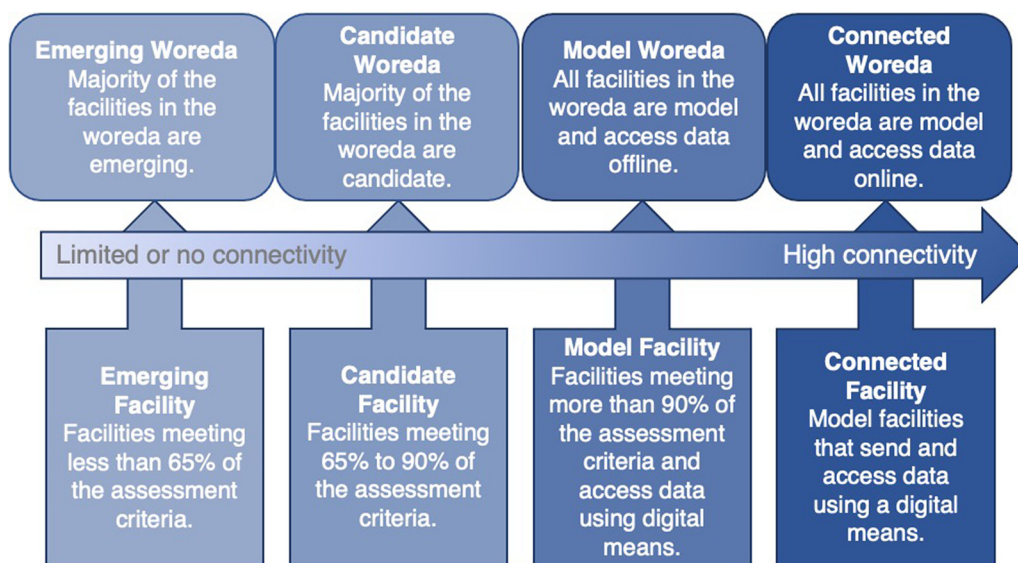 Emerging Woreda
Majority of the
facilities in the
woreda are
emerging.
Candidate
Woreda
Majority of the
facilities in the
woreda are
candidate.
Model Woreda
All facilities in the
woreda are model
and access data
offline.
Connected
Woreda
All facilities in the
woreda are model
and access data
online.
Limited or no connectivity
High connectivity
Emerging
Facility
Facilities meeting
less than 65% of
the assessment
criteria.
Candidate
Facility
Facilities meeting
65% to 90% of
the assessment
criteria.
Model Facility
Facilities meeting
more than 90% of
the assessment
criteria and
access data
using digital
means.
Connected
Facility
Model facilities
that send and
access data
using a digital
means.